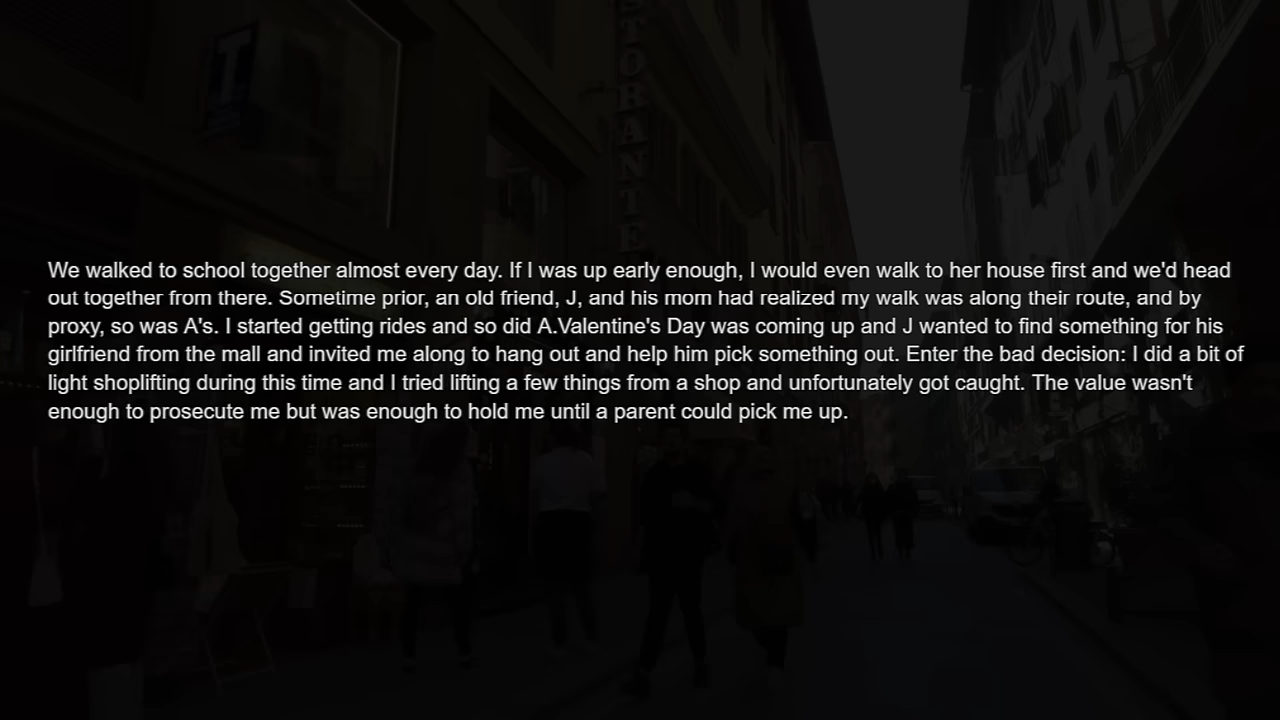 STORANTE
We walked to school together almost every day. If I was up early enough, I would even walk to her house first and we'd head
out together from there. Sometime prior, an old friend, J, and his mom had realized my walk was along their route, and by
proxy, so was A's. I started getting rides and so did A.Valentine's Day was coming up and J wanted to find something for his
girlfriend from the mall and invited me along to hang out and help him pick something out. Enter the bad decision: I did a bit of
light shoplifting during this time and I tried lifting a few things from a shop and unfortunately got caught. The value wasn't
enough to prosecute me but was enough to hold me until a parent could pick me up.